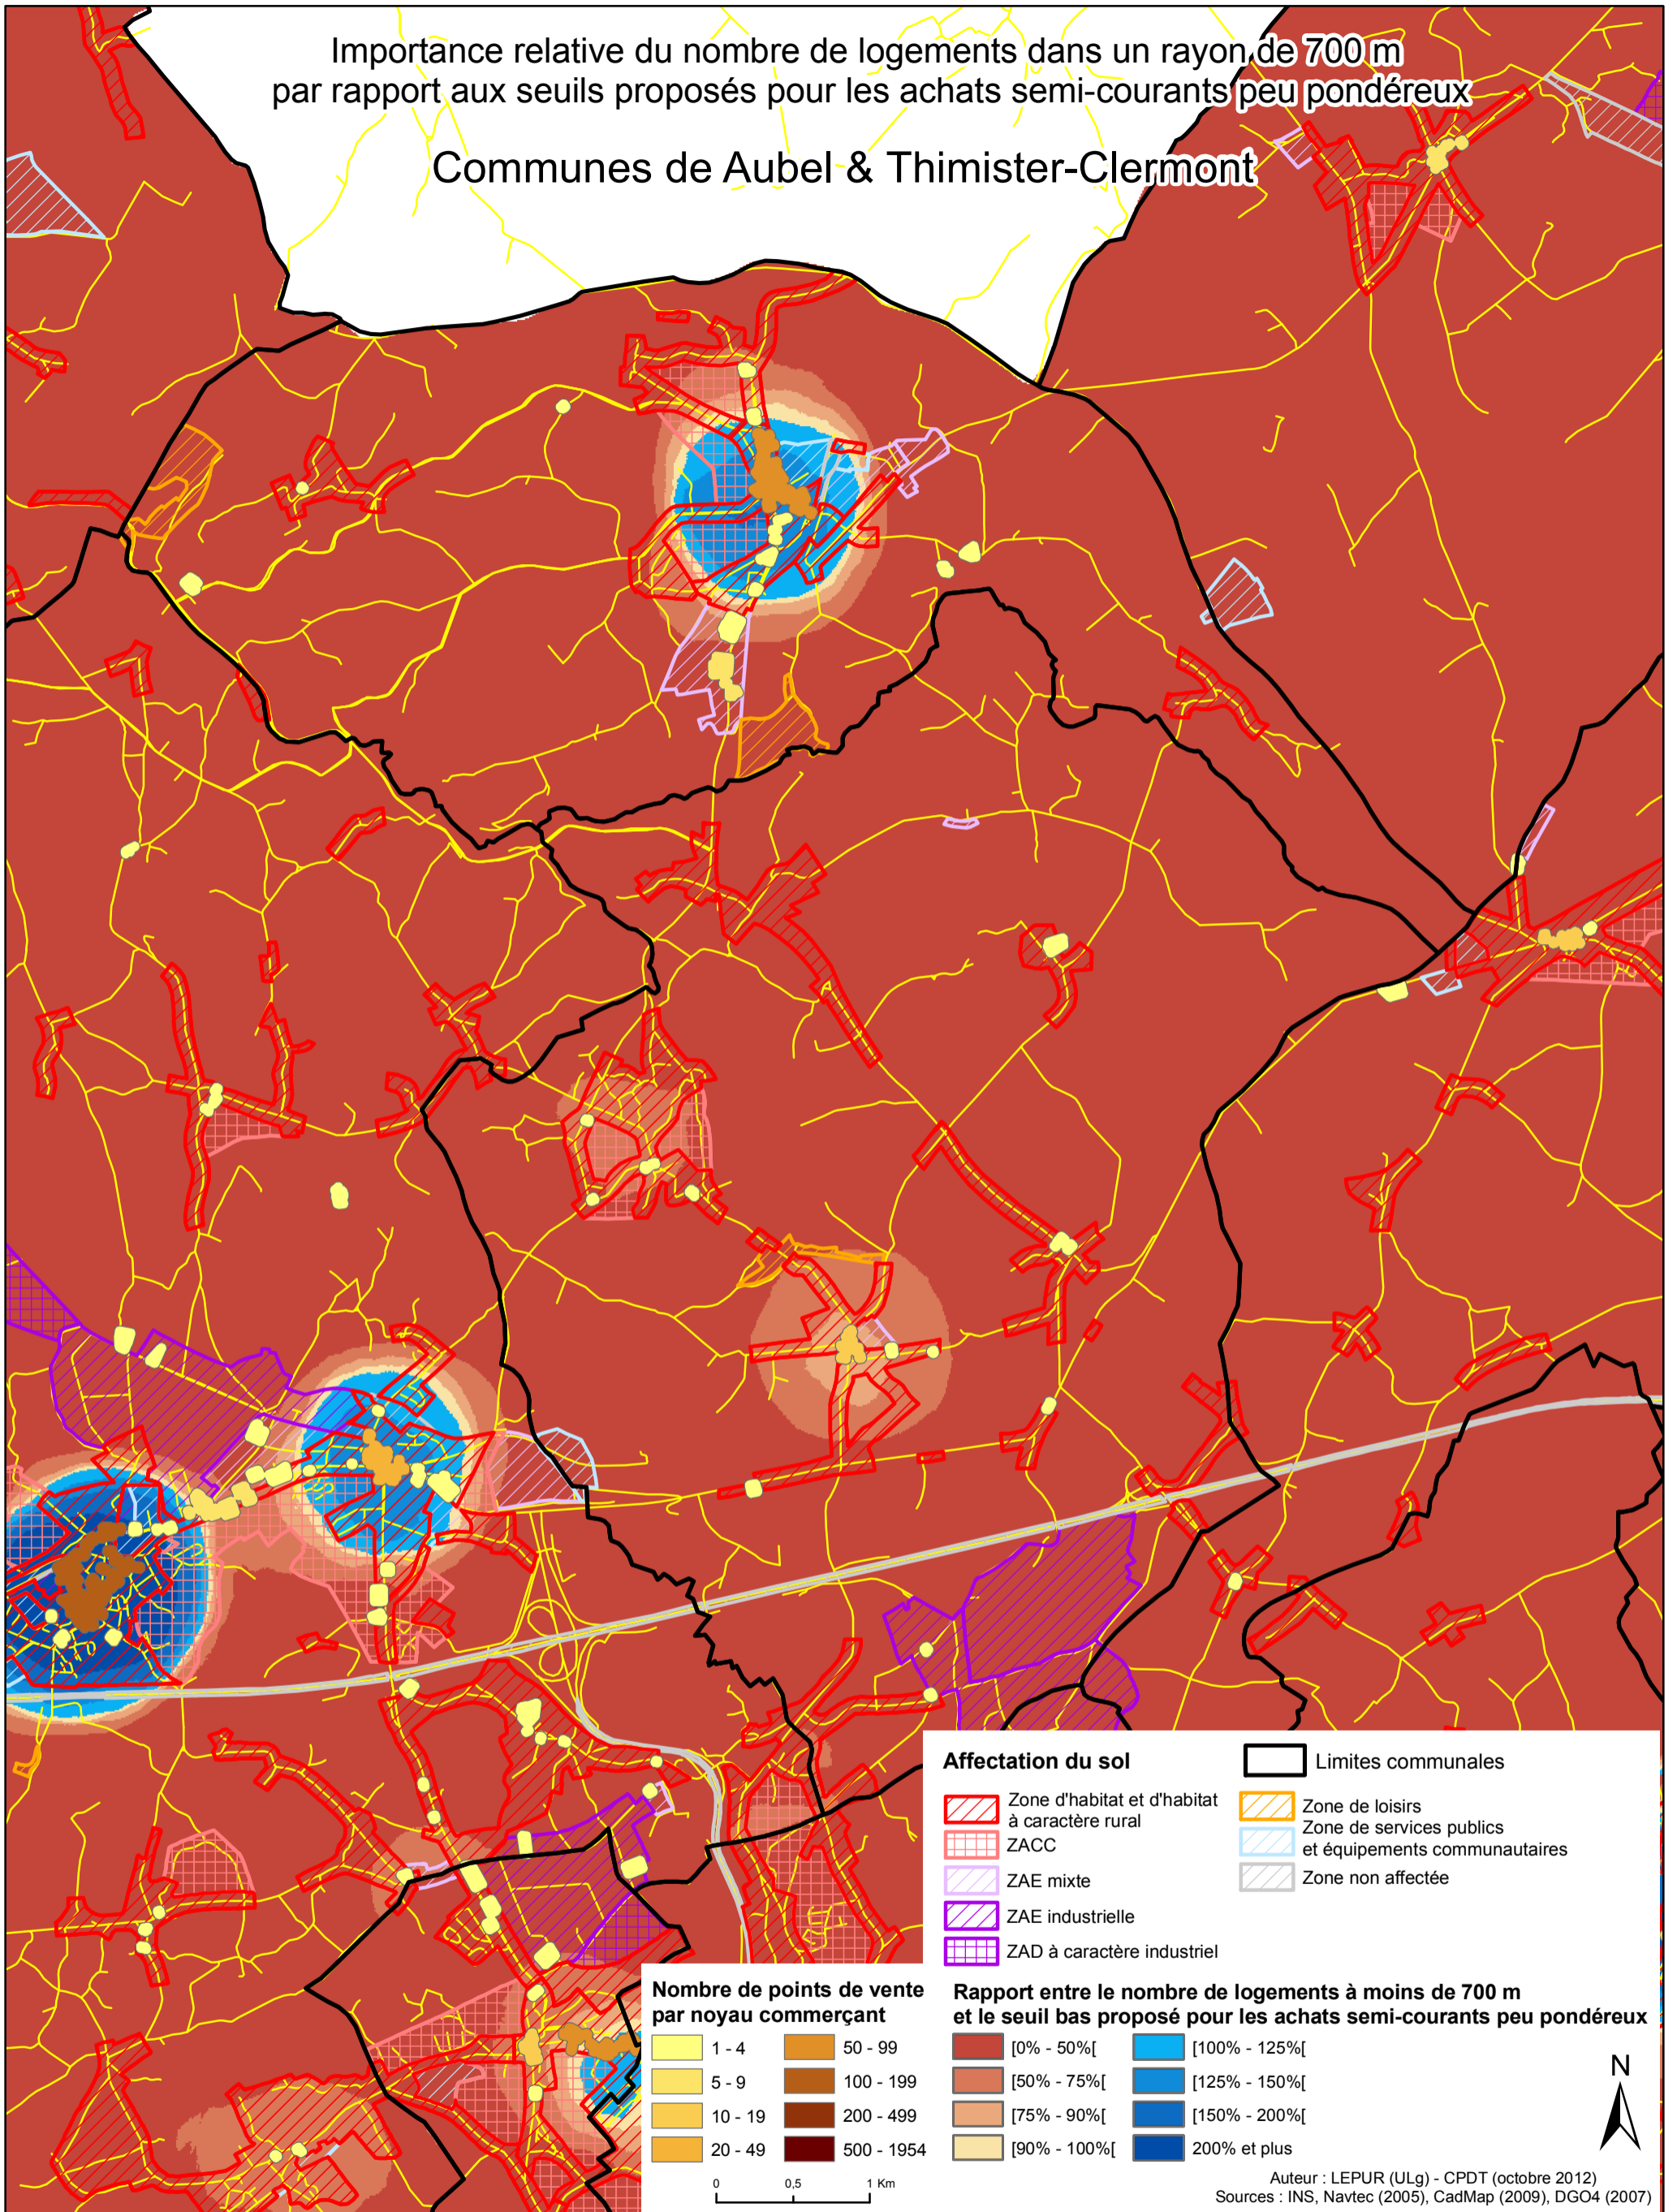 Importance relative du nombre de logements dans un rayon de 700 m
par rapport aux seuils proposés pour les achats semi-courants peu pondéreux
Communes de Aubel & Thimister-Clermont
Affectation du sol
Zone d'habitat et d'habitat
à caractère rural
ZACC
ZAE mixte
ZAE industrielle
ZAD à caractère industriel
Limites communales
Zone de loisirs
Zone de services publics
et équipements communautaires
Zone non affectée
Nombre de points de vente
par noyau commerçant
1 - 4
5 - 9
10 - 19
20 - 49
50 - 99
100 - 199
200 - 499
500 - 1954
0 0,5 1 Km
Rapport entre le nombre de logements à moins de 700 m
et le seuil bas proposé pour les achats semi-courants peu pondéreux
[0% - 50%[
[50% - 75%[
[75% - 90%[
[90% - 100%[
[100% - 125%[
[125% - 150%[
[150% - 200%[
200% et plus
N
Auteur : LEPUR (ULg) - CPDT (octobre 2012)
Sources : INS, Navtec (2005), CadMap (2009), DGO4 (2007)